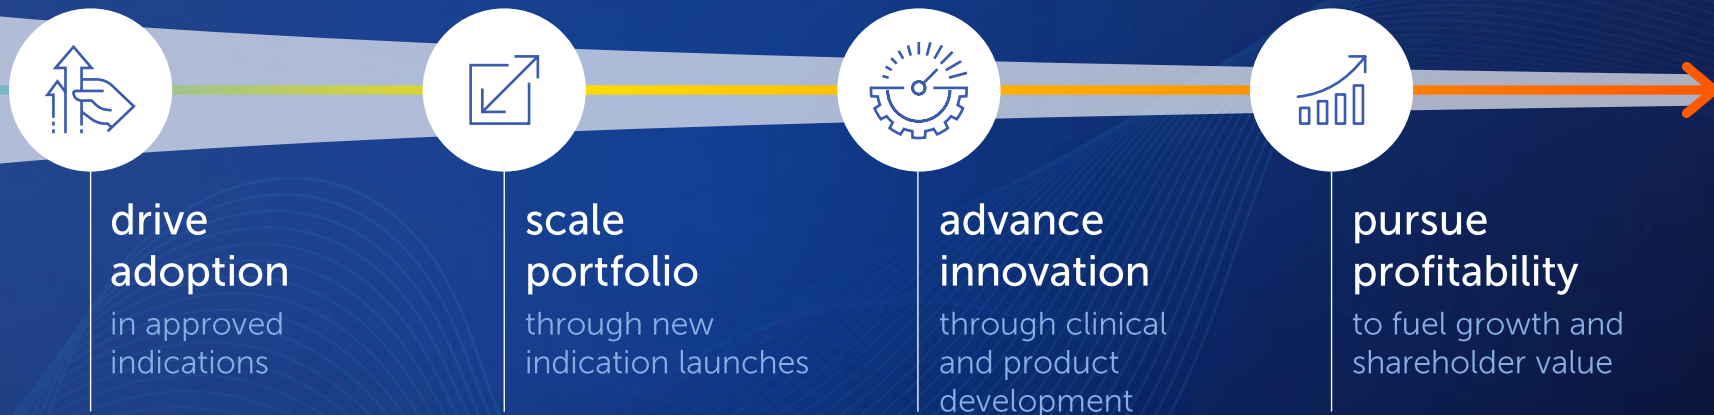 drive
adoption
in approved
indications
scale
portfolio
through new
indication launches
advance
innovation
through clinical
and product
development
pursue
profitability
to fuel growth and
shareholder value